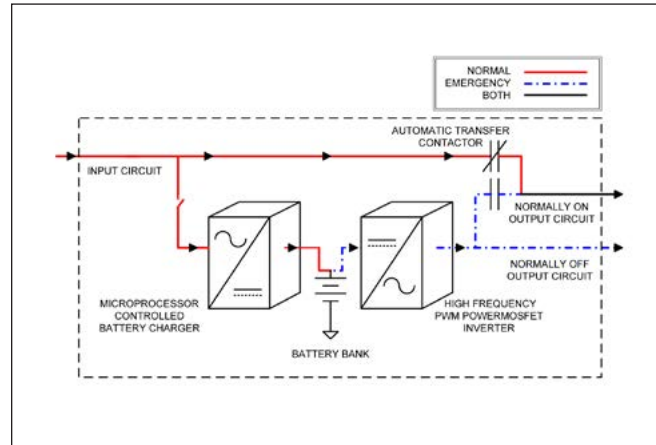 NORMAL
EMERGENCY
BOTH
AUTOMATIC TRANSFER
CONTACTOR
INPUT CIRCUIT
NORMALLY ON
OUTPUT CIRCUIT
NORMALLY OFF
OUTPUT CIRCUIT
MICROPROCESSOR
CONTROLLED
BATTERY CHARGER
HIGH FREQUENCY
PWM POWERMOSFET
INVERTER
BATTERY BANK